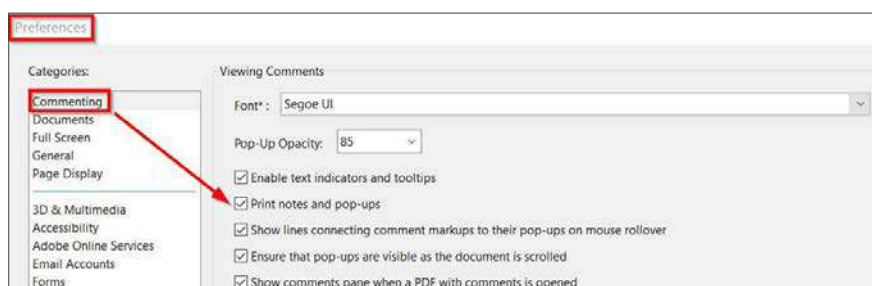 Preferences
Categories:
Commenting
Documents
Full Screen
General
Page Display
3D & Multimedia
Accessibility
Adobe Online Services
Email Accounts
Forms
Viewing Comments
Font* : Segoe UI
Pop-Up Opacity: 85
Enable text indicators and tooltips
Print notes and pop-ups
Show lines connecting comment markups to their pop-ups on mouse rollover
Ensure that pop-ups are visible as the document is scrolled
Show comments pane when a PDF with comments is opened